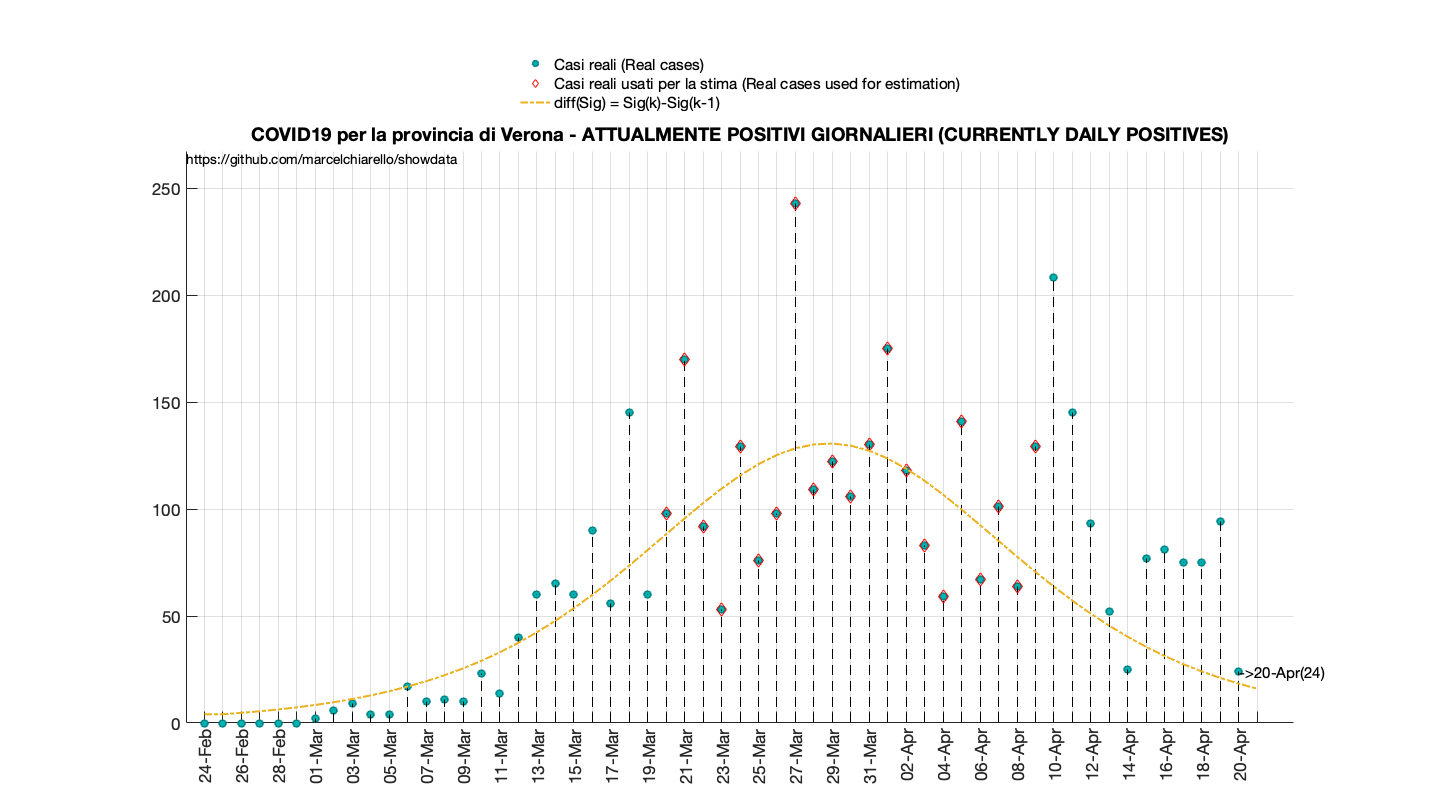 Casi reali (Real cases)
Casi reali usati per la stima (Real cases used for estimation)
diff(Sig) = Sig(k)-Sig(k-1)
COVID19 per la provincia di Verona - ATTUALMENTE POSITIVI GIORNALIERI (CURRENTLY DAILY POSITIVES)
https://github.com/marcelchiarello/showdata
250
200
150
100
50
0
->20-Apr(24)
24-Feb
26-Feb
28-Feb
01-Mar
03-Mar
05-Mar
07-Mar
09-Mar
11-Mar
13-Mar
15-Mar
17-Mar
19-Mar
21-Mar
23-Mar
25-Mar
27-Mar
29-Mar
31-Mar
02-Apr
04-Apr
06-Apr
08-Apr
10-Apr
12-Apr
14-Apr
16-Apr
18-Apr
20-Apr